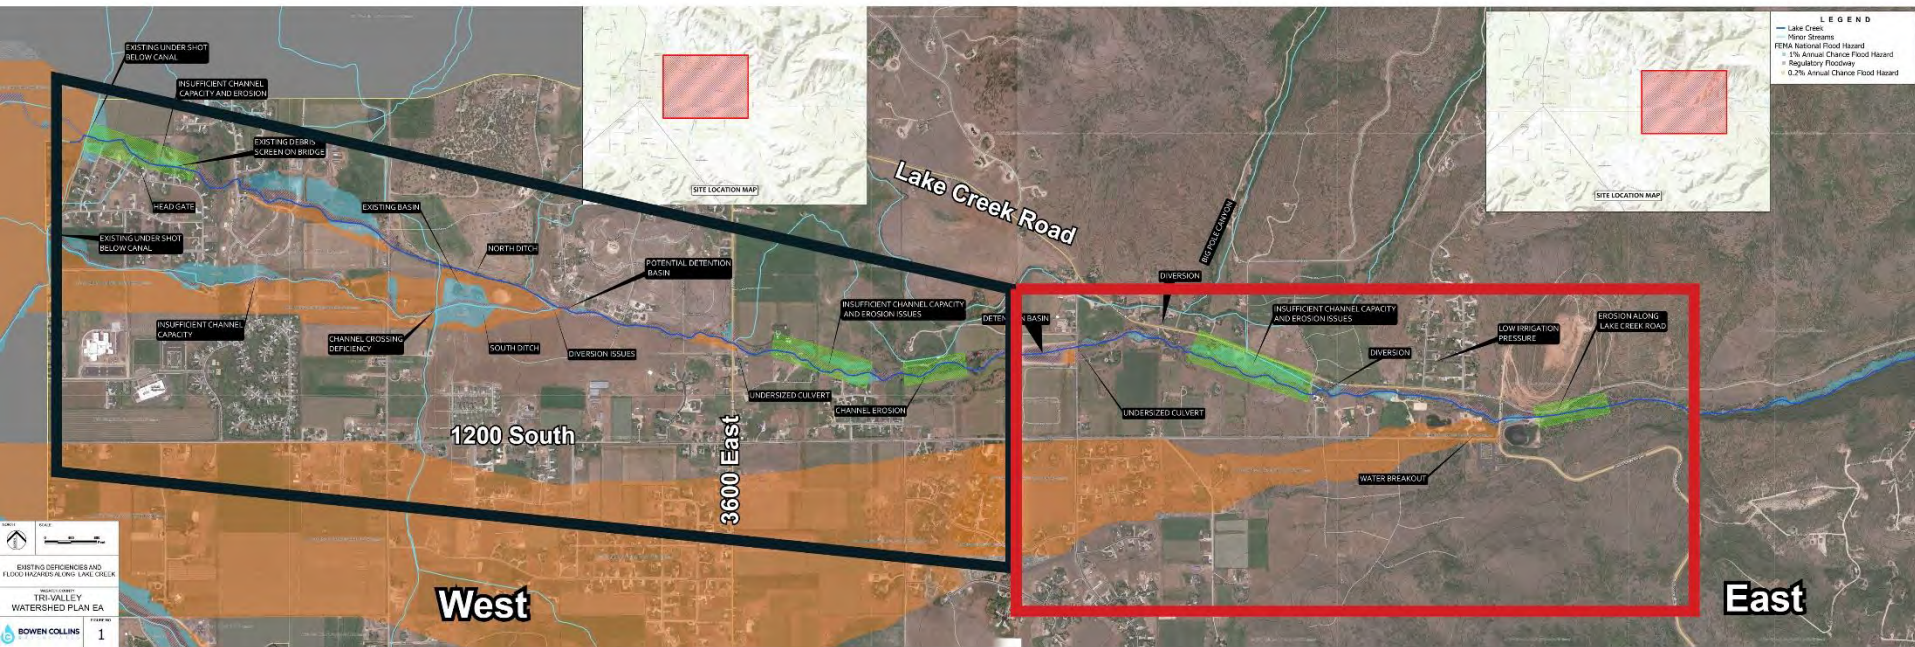 EXISTING UNDER SHOT
BELOW CANAL
INSUFFICIENT CHANNEL
CAPACITY AND EROSION
EXISTING DEBRIS
SCREEN ON BRIDGE
HEAD GATE
EXISTING UNDER SHOT
BELOW CANAL
EXISTING BASIN
NORTH DITCH
POTENTIAL DETENTION
BASIN
INSUFFICIENT CHANNEL
CAPACITY
CHANNEL CROSSING
DEFICIENCY
SOUTH DITCH
DIVERSION ISSUES
INSUFFICIENT CHANNEL CAPACITY
AND EROSION ISSUES
UNDERSIZED CULVERT
CHANNEL EROSION
1200 South
3600 East
West
SITE LOCATION MAP
Lake Creek Road
BIG POLE CANYON
DIVERSION
BASIN
INSUFFICIENT CHANNEL CAPACITY
AND EROSION ISSUES
LOW IRRIGATION
PRESSURE
EROSION ALONG
LAKE CREEK ROAD
DIVERSION
UNDERSIZED CULVERT
WATER BREAKOUT
East
SITE LOCATION MAP
LEGEND
Lake Creek
Minor Streams
FEMA National Flood Hazard
1% Annual Chance Flood Hazard
Regulatory Floodway
0.2% Annual Chance Flood Hazard
SCALE
EXISTING DEFICIENCIES AND
FLOOD HAZARDS ALONG LAKE CREEK
TRI-VALLEY
WATERSHED PLAN EA
BOWEN COLLINS
FIGURE NO
1